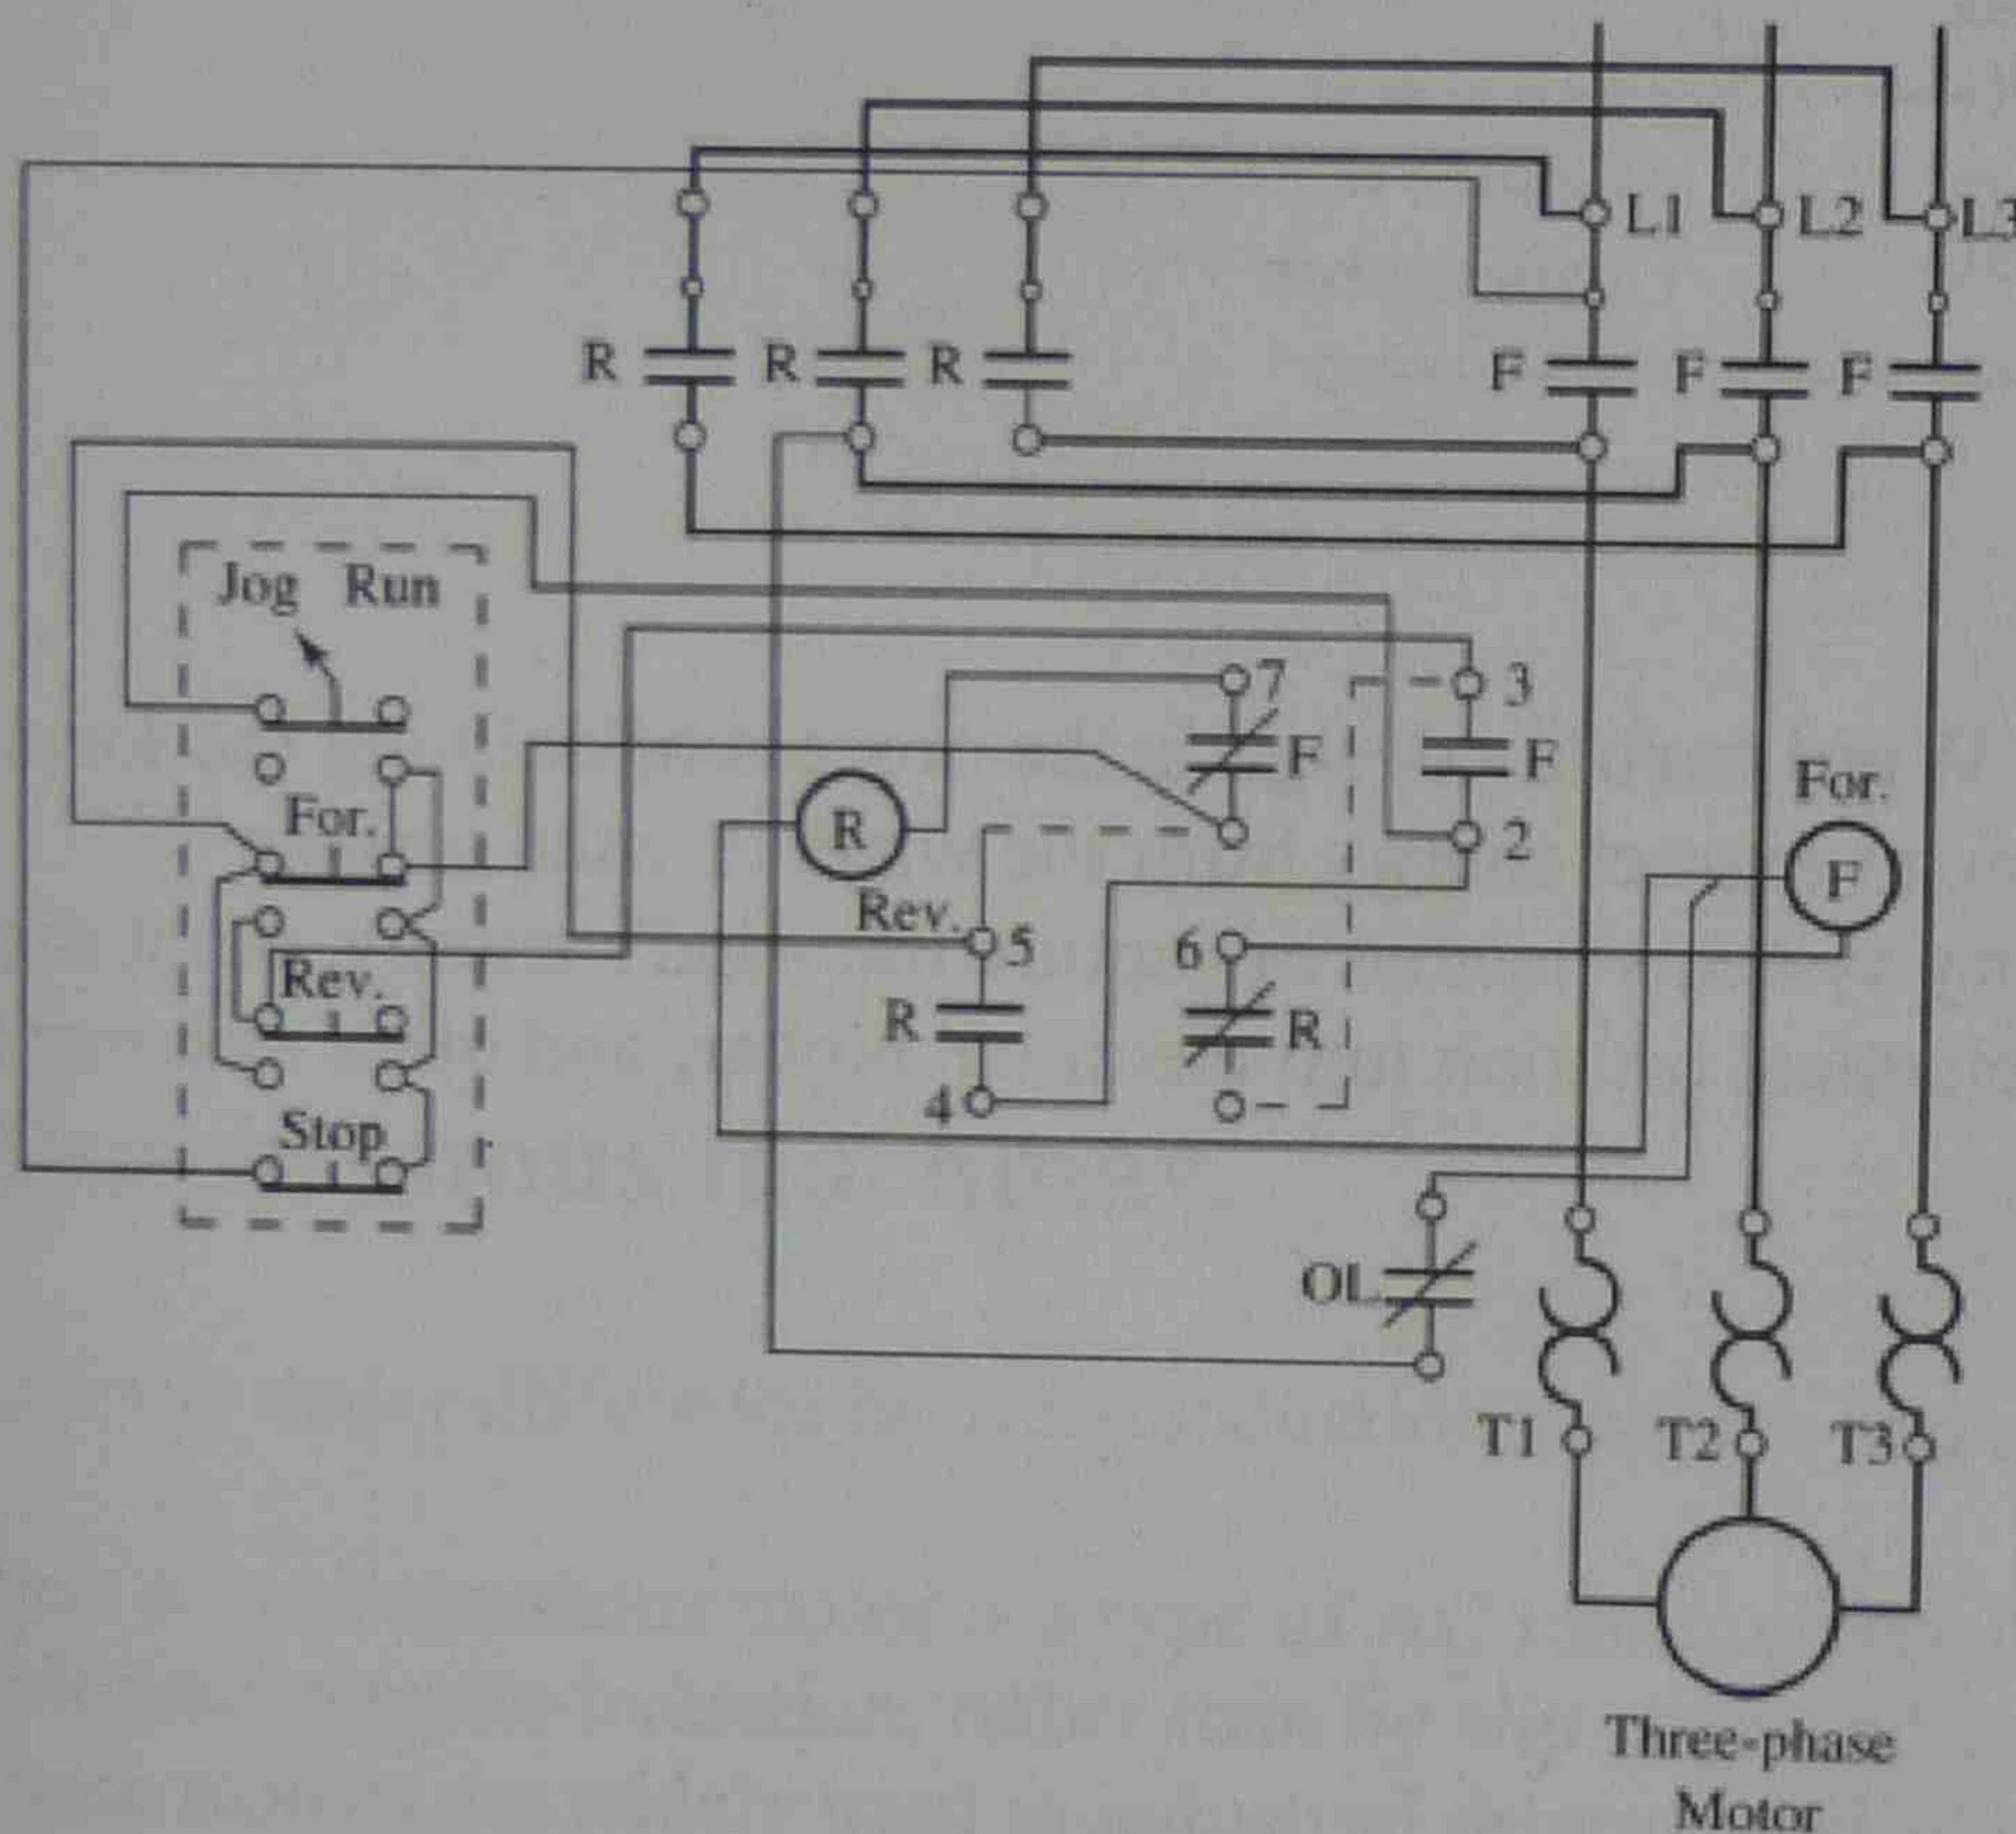 L1 L2 L3
R R R F F F
Jog Run
7 3
F F
For.
For.
R
2
F
Rev.
5 6
Rev.
R R
4
Stop
OL
T1 T2 T3
Three-phase
Motor